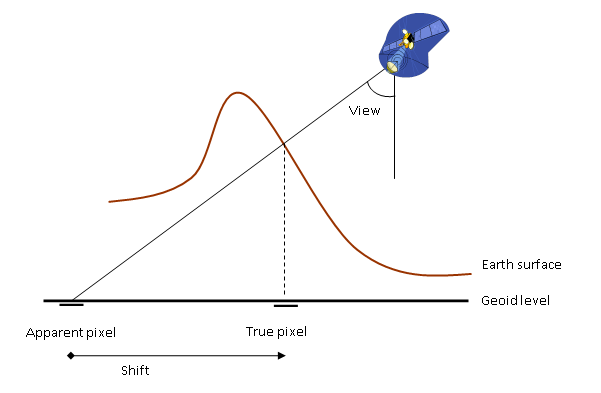 View
Earth surface
Geoid level
Apparent pixel
True pixel
Shift